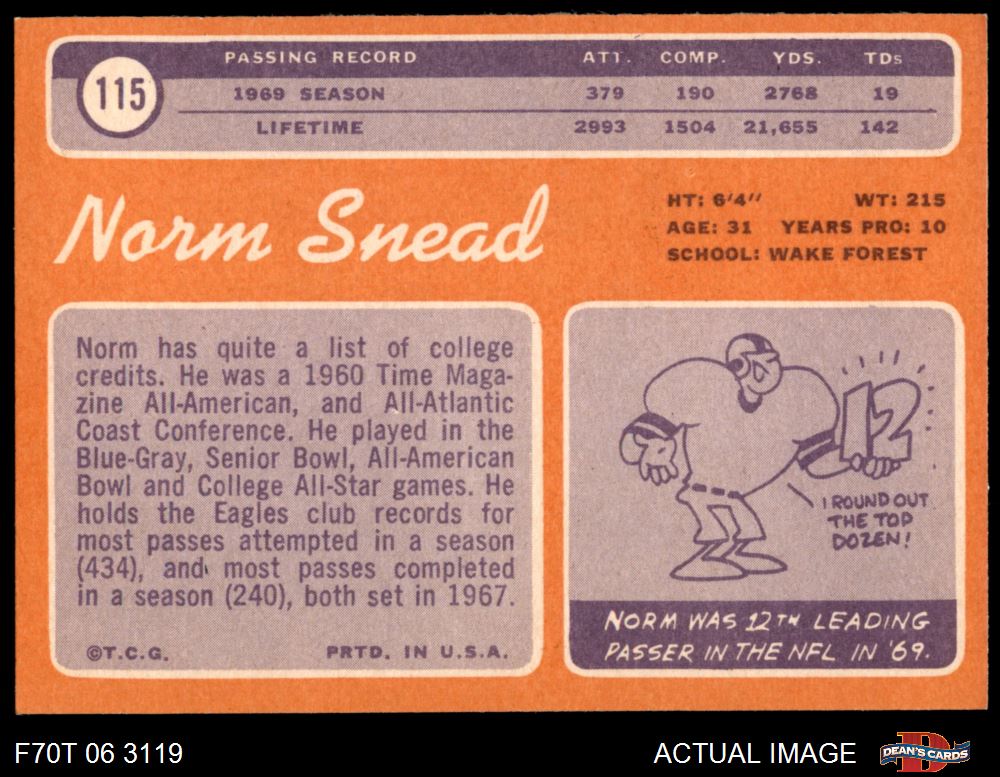 115
PASSING RECORD ATT. COMP. YDS. TDs
1969 SEASON 379 190 2768 19
LIFETIME 2993 1504 21,655 142
Norm Snead
HT: 6'4" WT: 215
AGE: 31 YEARS PRO: 10
SCHOOL: WAKE FOREST
Norm has quite a list of college
credits. He was a 1960 Time Maga-
zine All-American, and All-Atlantic
Coast Conference. He played in the
Blue-Gray, Senior Bowl, All-American
Bowl and College All-Star games. He
holds the Eagles club records for
most passes attempted in a season
(434), and most passes completed
in a season (240), both set in 1967.
©T.C.G. PRTD. IN U.S.A.
12
I ROUND OUT
THE TOP
DOZEN!
NORM WAS 12TH LEADING
PASSER IN THE NFL IN '69.
F70T 06 3119 ACTUAL IMAGE
D
DEAN'S CARDS